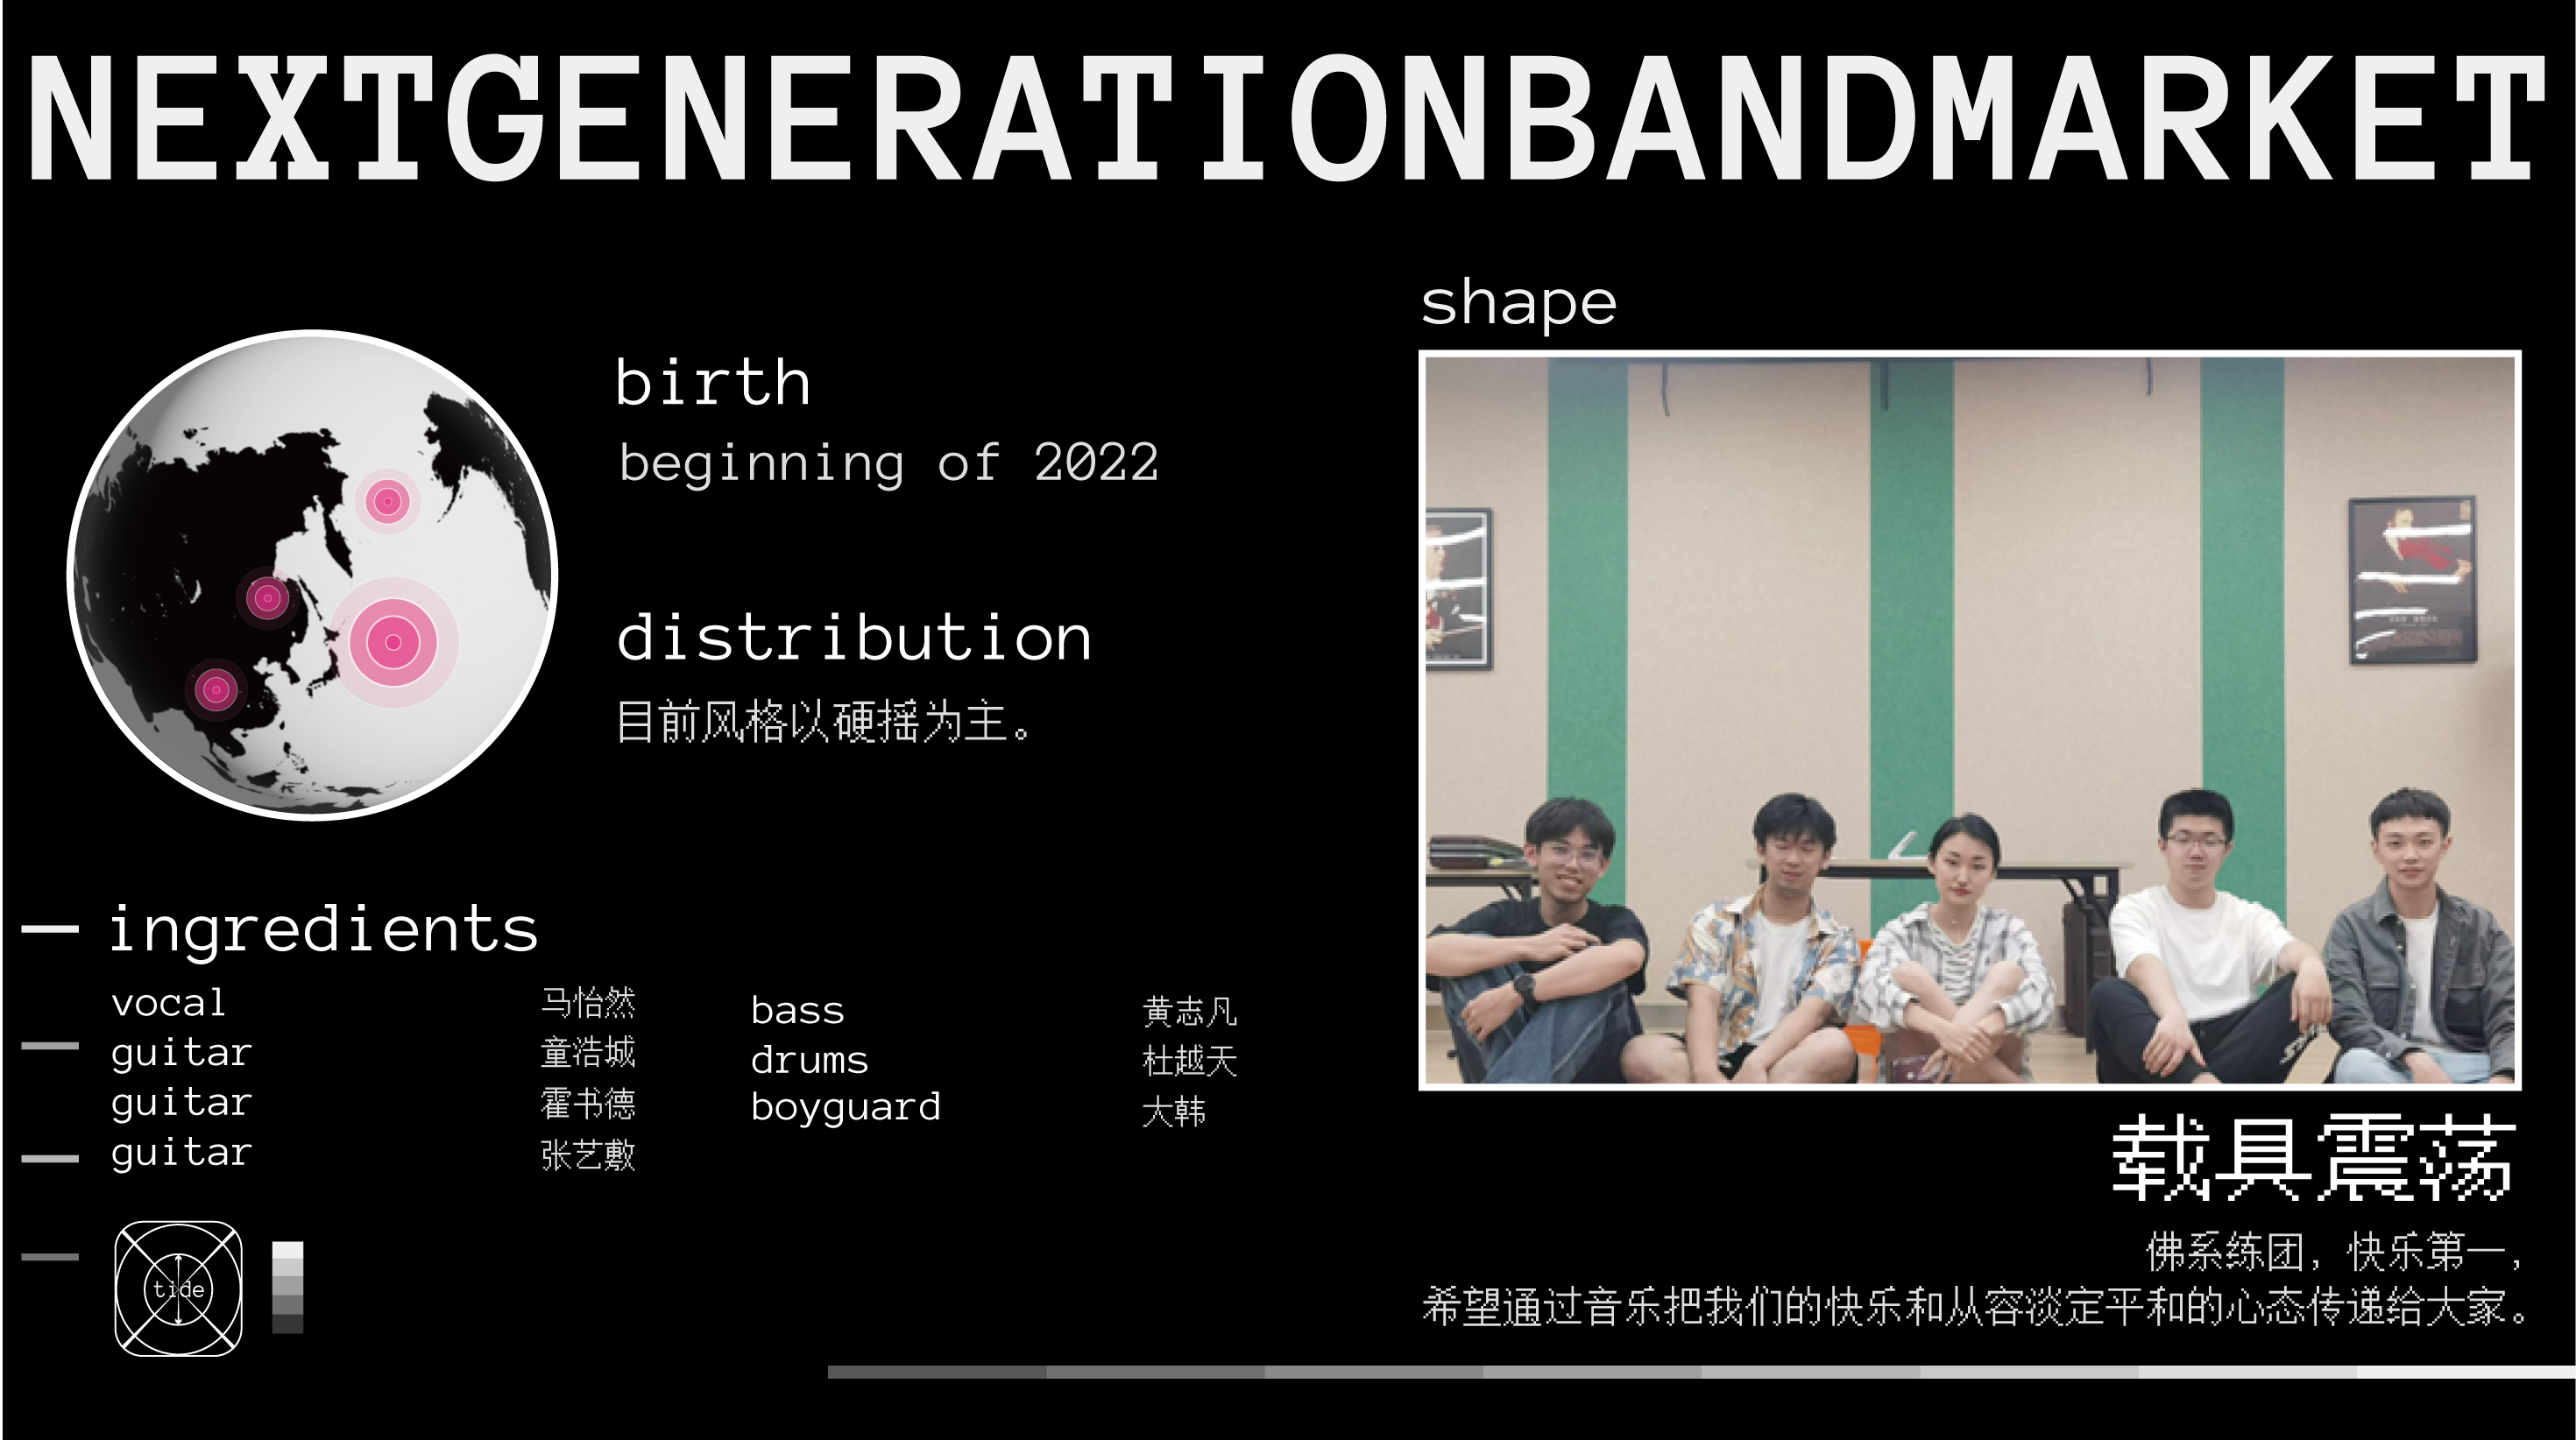 NEXTGENERATIONBANDMARKET
birth
beginning of 2022
distribution
目前风格以硬摇为主。
ingredients
vocal 马怡然
guitar 童浩城
guitar 霍书德
guitar 张艺敷
bass 黄志凡
drums 杜越天
boyguard 大韩
tide
shape
载具震荡
佛系练团，快乐第一，
希望通过音乐把我们的快乐和从容淡定平和的心态传递给大家。